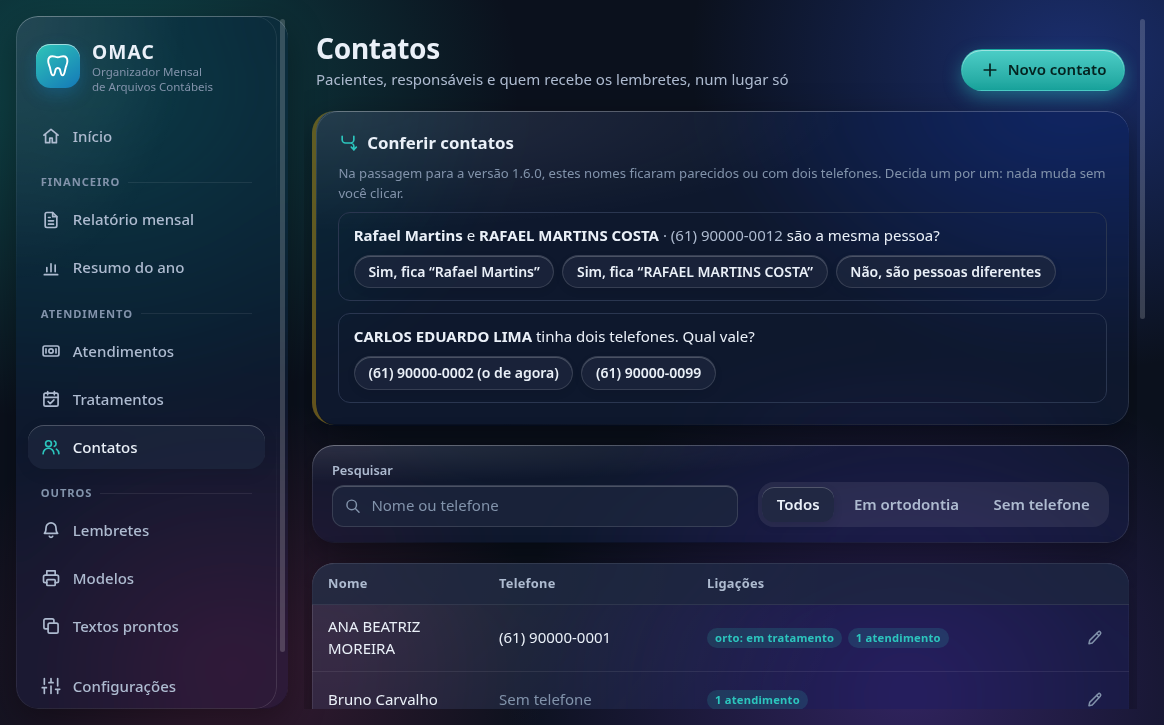 OMAC
Organizador Mensal
de Arquivos Contábeis
Início
FINANCEIRO
Relatório mensal
Resumo do ano
ATENDIMENTO
Atendimentos
Tratamentos
Contatos
OUTROS
Lembretes
Modelos
Textos prontos
Configurações
Contatos
Pacientes, responsáveis e quem recebe os lembretes, num lugar só
Novo contato
Conferir contatos
Na passagem para a versão 1.6.0, estes nomes ficaram parecidos ou com dois telefones. Decida um por um: nada muda sem
você clicar.
Rafael Martins e RAFAEL MARTINS COSTA · (61) 90000-0012 são a mesma pessoa?
Sim, fica “Rafael Martins” Sim, fica “RAFAEL MARTINS COSTA” Não, são pessoas diferentes
CARLOS EDUARDO LIMA tinha dois telefones. Qual vale?
(61) 90000-0002 (o de agora) (61) 90000-0099
Pesquisar
Nome ou telefone
Todos Em ortodontia Sem telefone
Nome Telefone Ligações
ANA BEATRIZ
MOREIRA
(61) 90000-0001 orto: em tratamento 1 atendimento
Bruno Carvalho Sem telefone 1 atendimento